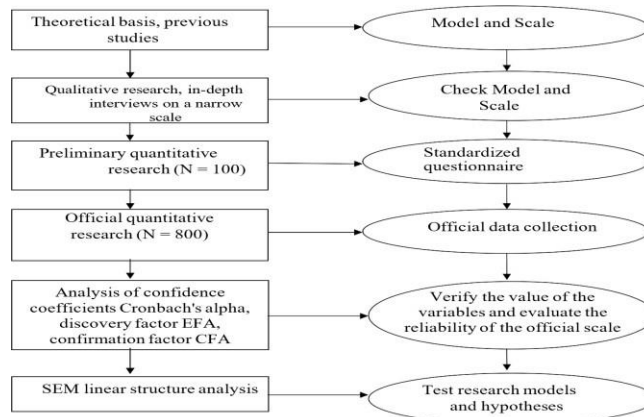 Theoretical basis, previous
studies
Model and Scale
Qualitative research, in-depth
interviews on a narrow
scale
Check Model and
Scale
Preliminary quantitative
research (N = 100)
Standardized
questionnaire
Official quantitative
research (N = 800)
Official data collection
Analysis of confidence
coefficients Cronbach's alpha,
discovery factor EFA,
confirmation factor CFA
Verify the value of the
variables and evaluate the
reliability of the official scale
SEM linear structure analysis
Test research models
and hypotheses